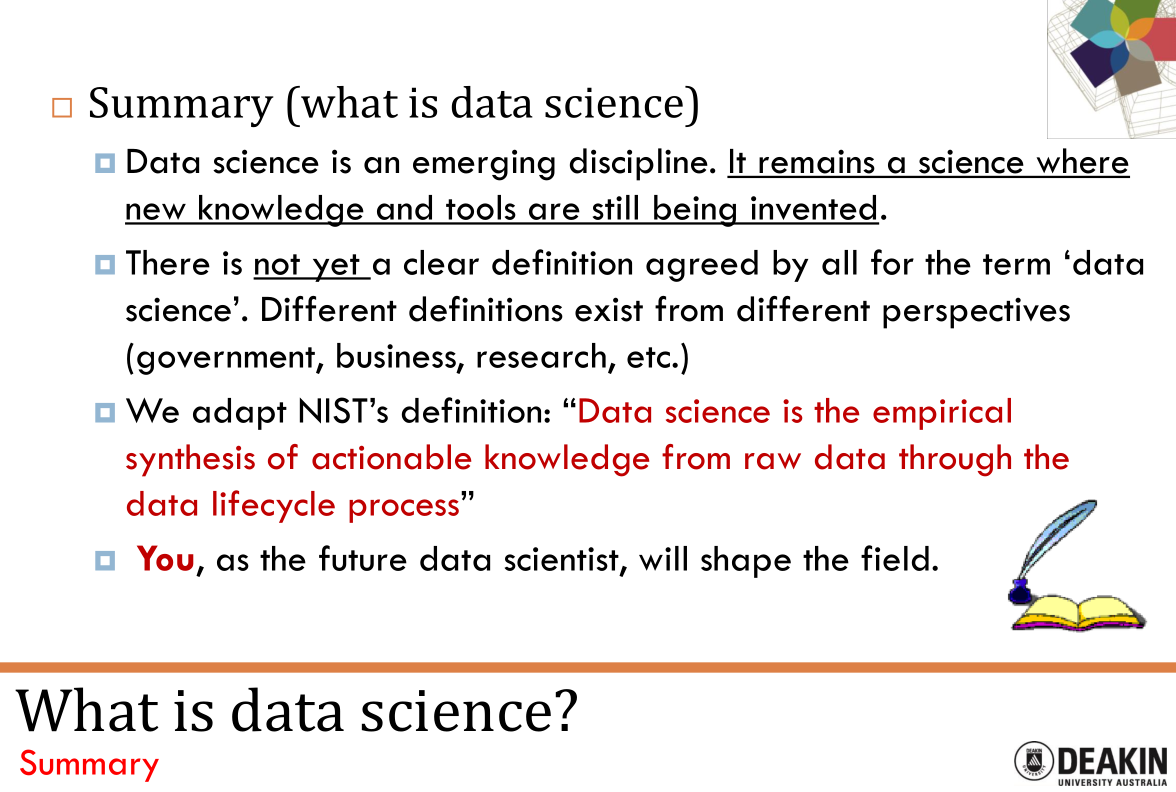 Summary (what is data science)
Data science is an emerging discipline. It remains a science where
new knowledge and tools are still being invented.
There is not yet a clear definition agreed by all for the term ‘data
science’. Different definitions exist from different perspectives
(government, business, research, etc.)
We adapt NIST’s definition: “Data science is the empirical
synthesis of actionable knowledge from raw data through the
data lifecycle process”
You, as the future data scientist, will shape the field.
What is data science?
Summary
DEAKIN
UNIVERSITY
DEAKIN
UNIVERSITY AUSTRALIA